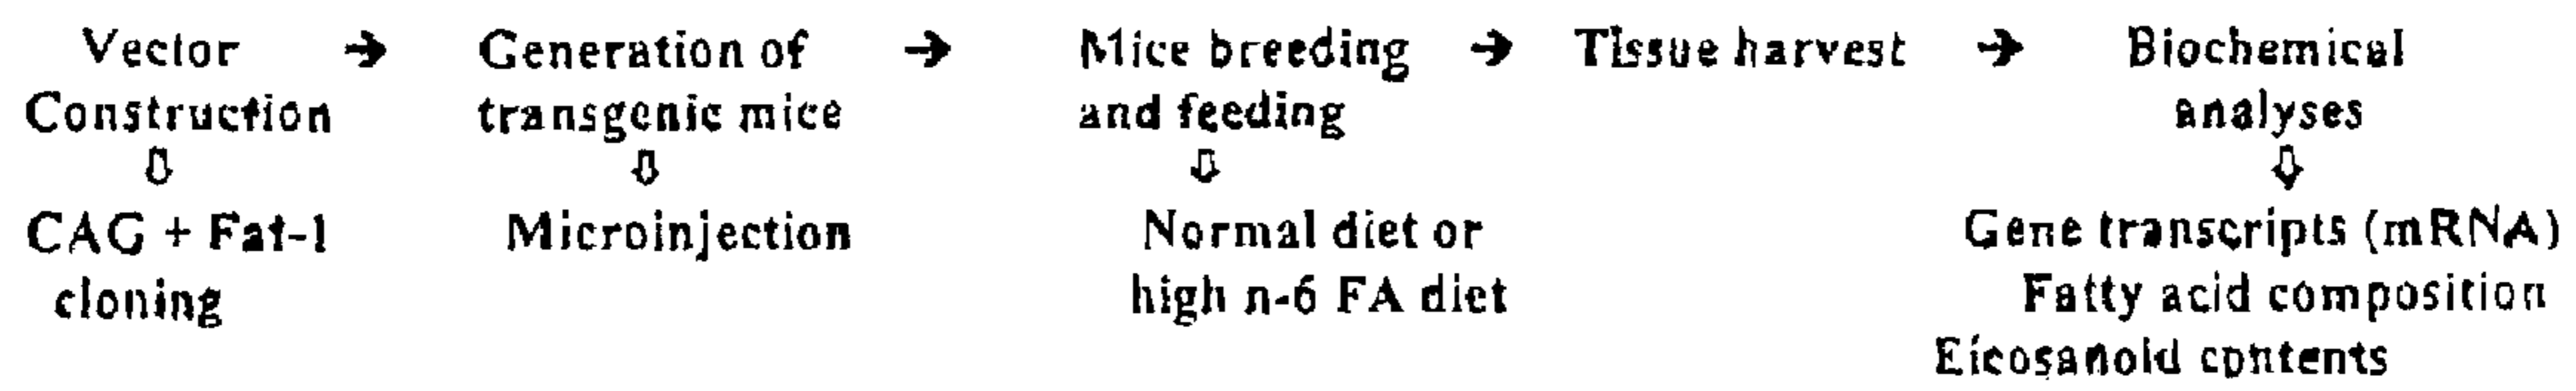 Vector → Generation of → Mice breeding → Tissue harvest → Biochemical
Construction transgenic mice and feeding analyses
⇩ ⇩ ⇩ ⇩
CAG + Fat-1 Microinjection Normal diet or Gene transcripts (mRNA)
cloning high n-6 FA diet Fatty acid composition
Eicosanoid contents